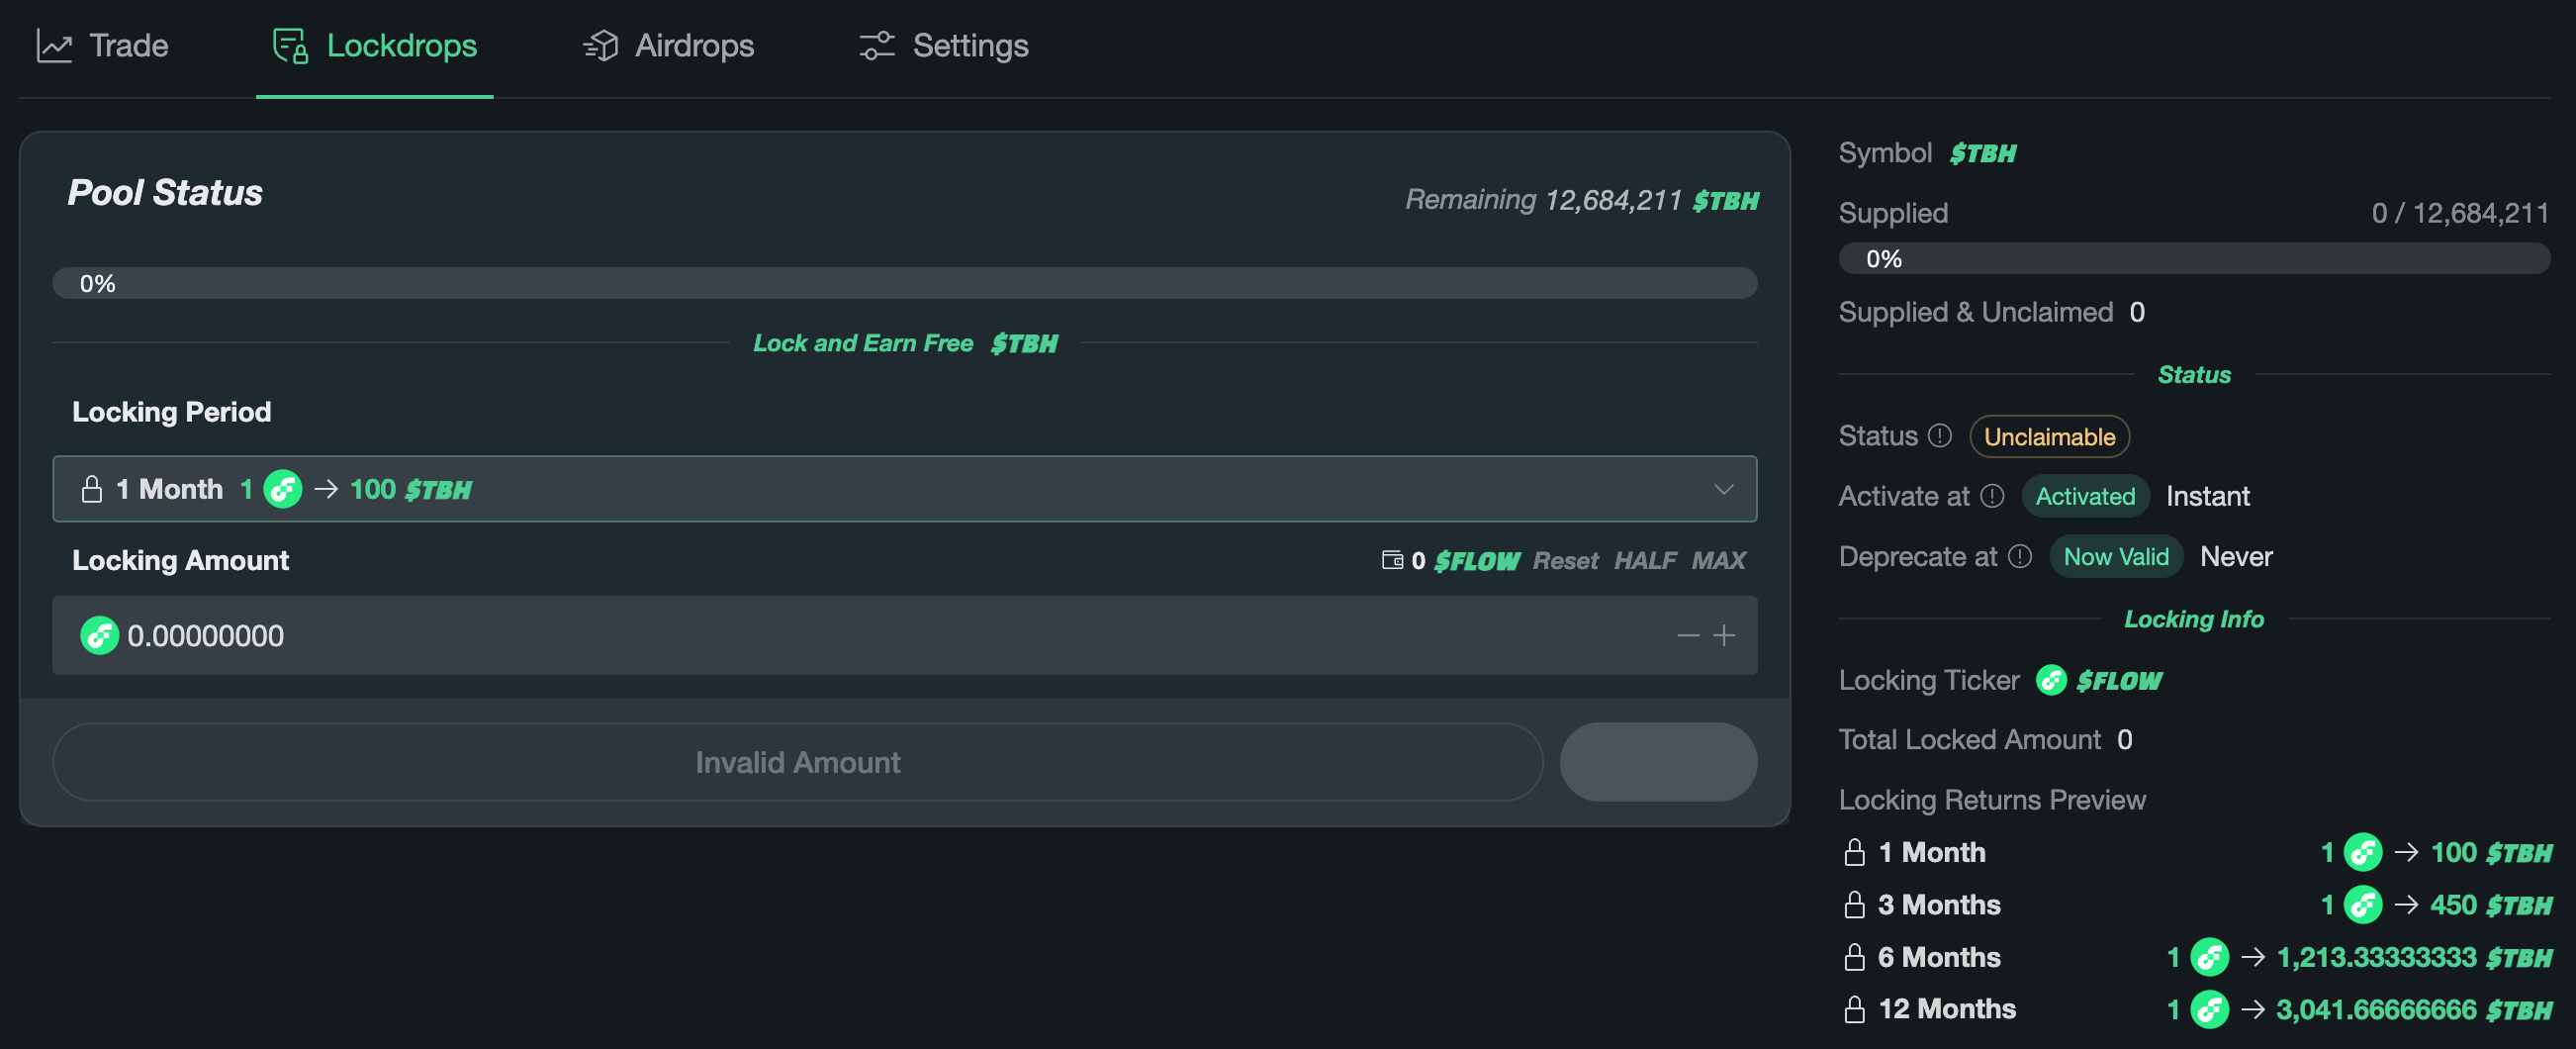 Trade Lockdrops Airdrops Settings
Pool Status
Remaining 12,684,211 $TBH
0%
Lock and Earn Free $TBH
Locking Period
1 Month 1 → 100 $TBH
Locking Amount
0 $FLOW Reset HALF MAX
0.00000000
Invalid Amount
Symbol $TBH
Supplied 0 / 12,684,211
0%
Supplied & Unclaimed 0
Status
Status Unclaimable
Activate at Activated Instant
Deprecate at Now Valid Never
Locking Info
Locking Ticker $FLOW
Total Locked Amount 0
Locking Returns Preview
1 Month 1 → 100 $TBH
3 Months 1 → 450 $TBH
6 Months 1 → 1,213.33333333 $TBH
12 Months 1 → 3,041.66666666 $TBH